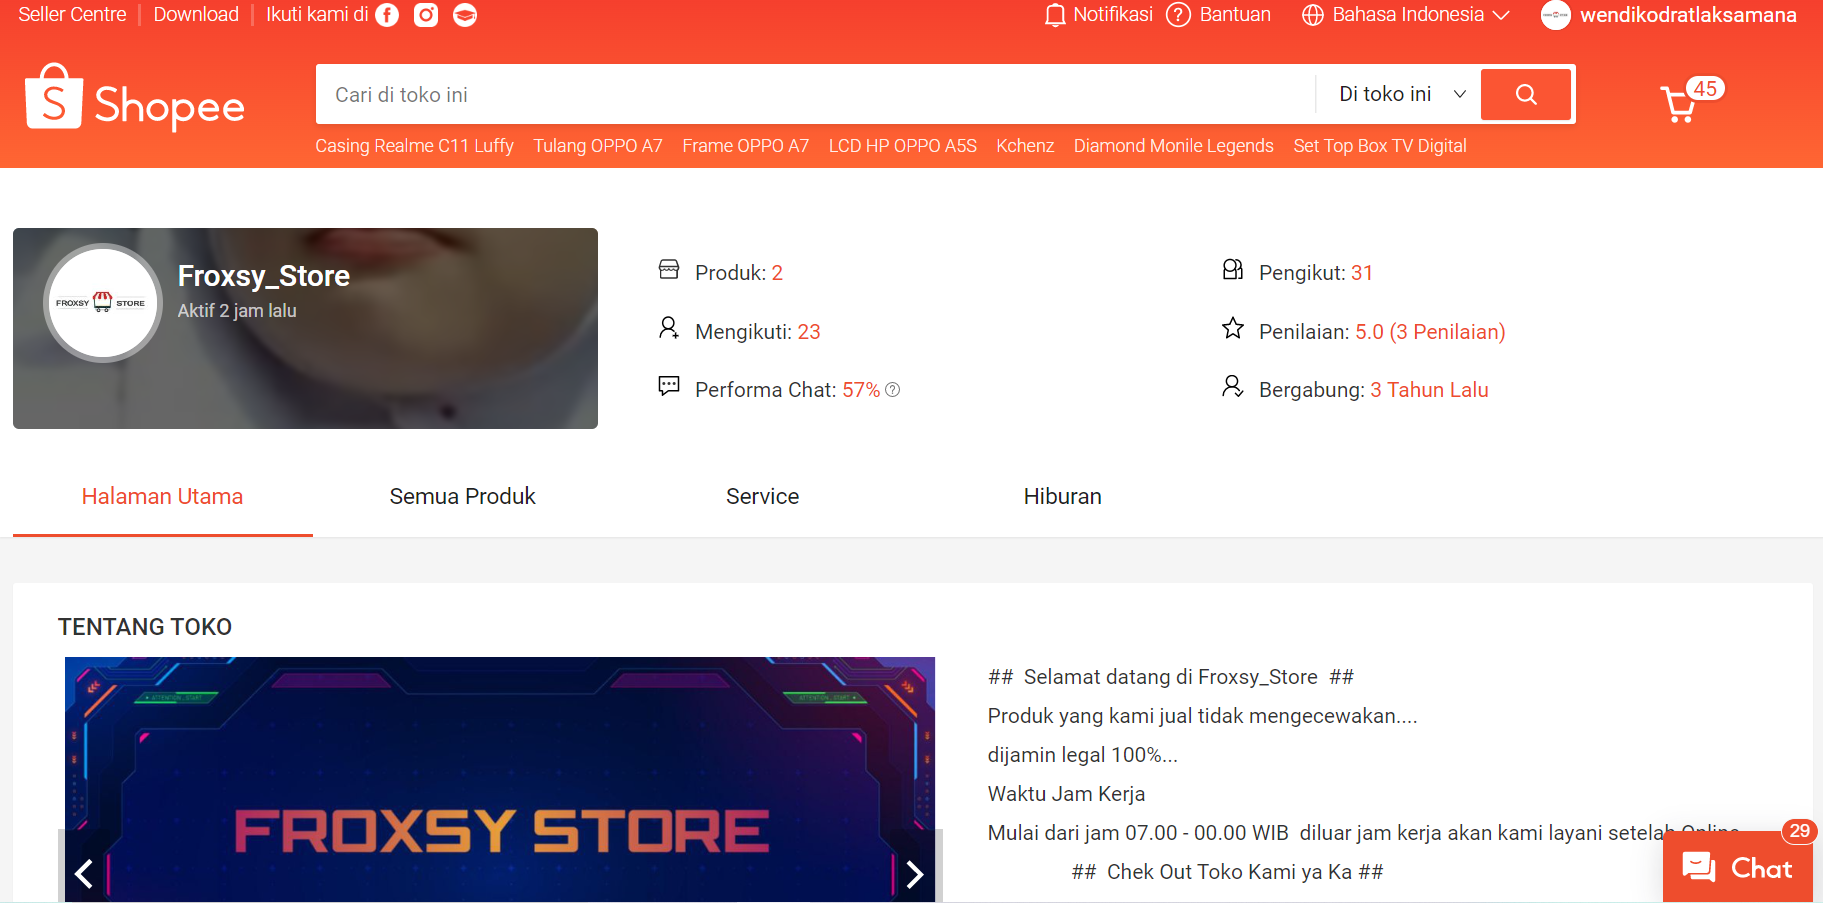 Seller Centre Download Ikuti kami di
Notifikasi Bantuan Bahasa Indonesia wendikodratlaksamana
Shopee
Cari di toko ini
Di toko ini
45
Casing Realme C11 Luffy Tulang OPPO A7 Frame OPPO A7 LCD HP OPPO A5S Kchenz Diamond Monile Legends Set Top Box TV Digital
FROXSY STORE
Froxsy_Store
Aktif 2 jam lalu
Produk: 2
Pengikut: 31
Mengikuti: 23
Penilaian: 5.0 (3 Penilaian)
Performa Chat: 57%
Bergabung: 3 Tahun Lalu
Halaman Utama Semua Produk Service Hiburan
TENTANG TOKO
FROXSY STORE
## Selamat datang di Froxsy_Store ##
Produk yang kami jual tidak mengecewakan....
dijamin legal 100%...
Waktu Jam Kerja
Mulai dari jam 07.00 - 00.00 WIB diluar jam kerja akan kami layani setelah Online
## Chek Out Toko Kami ya Ka ##
29
Chat